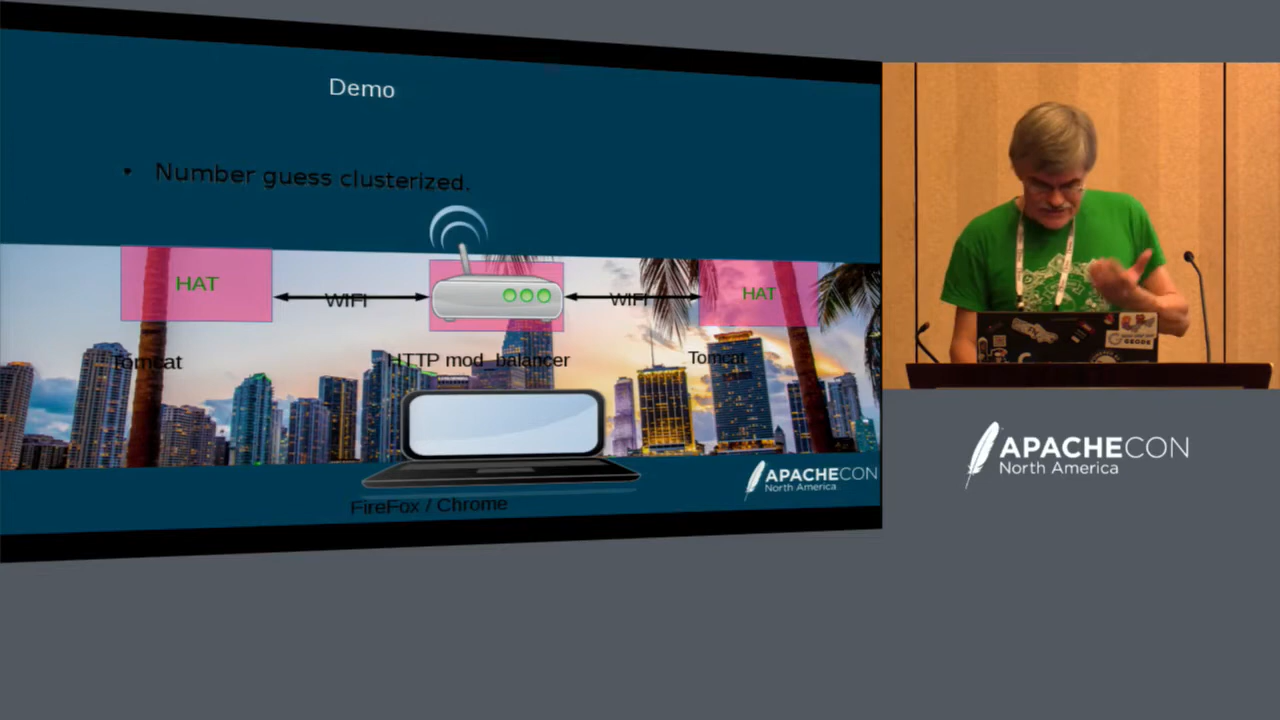 Demo
• Number guess clusterized.
HAT
WIFI
WIFI
HAT
Tomcat
HTTP mod_balancer
Tomcat
FireFox / Chrome
APACHECON
North America
GEODE
APACHECON
North America